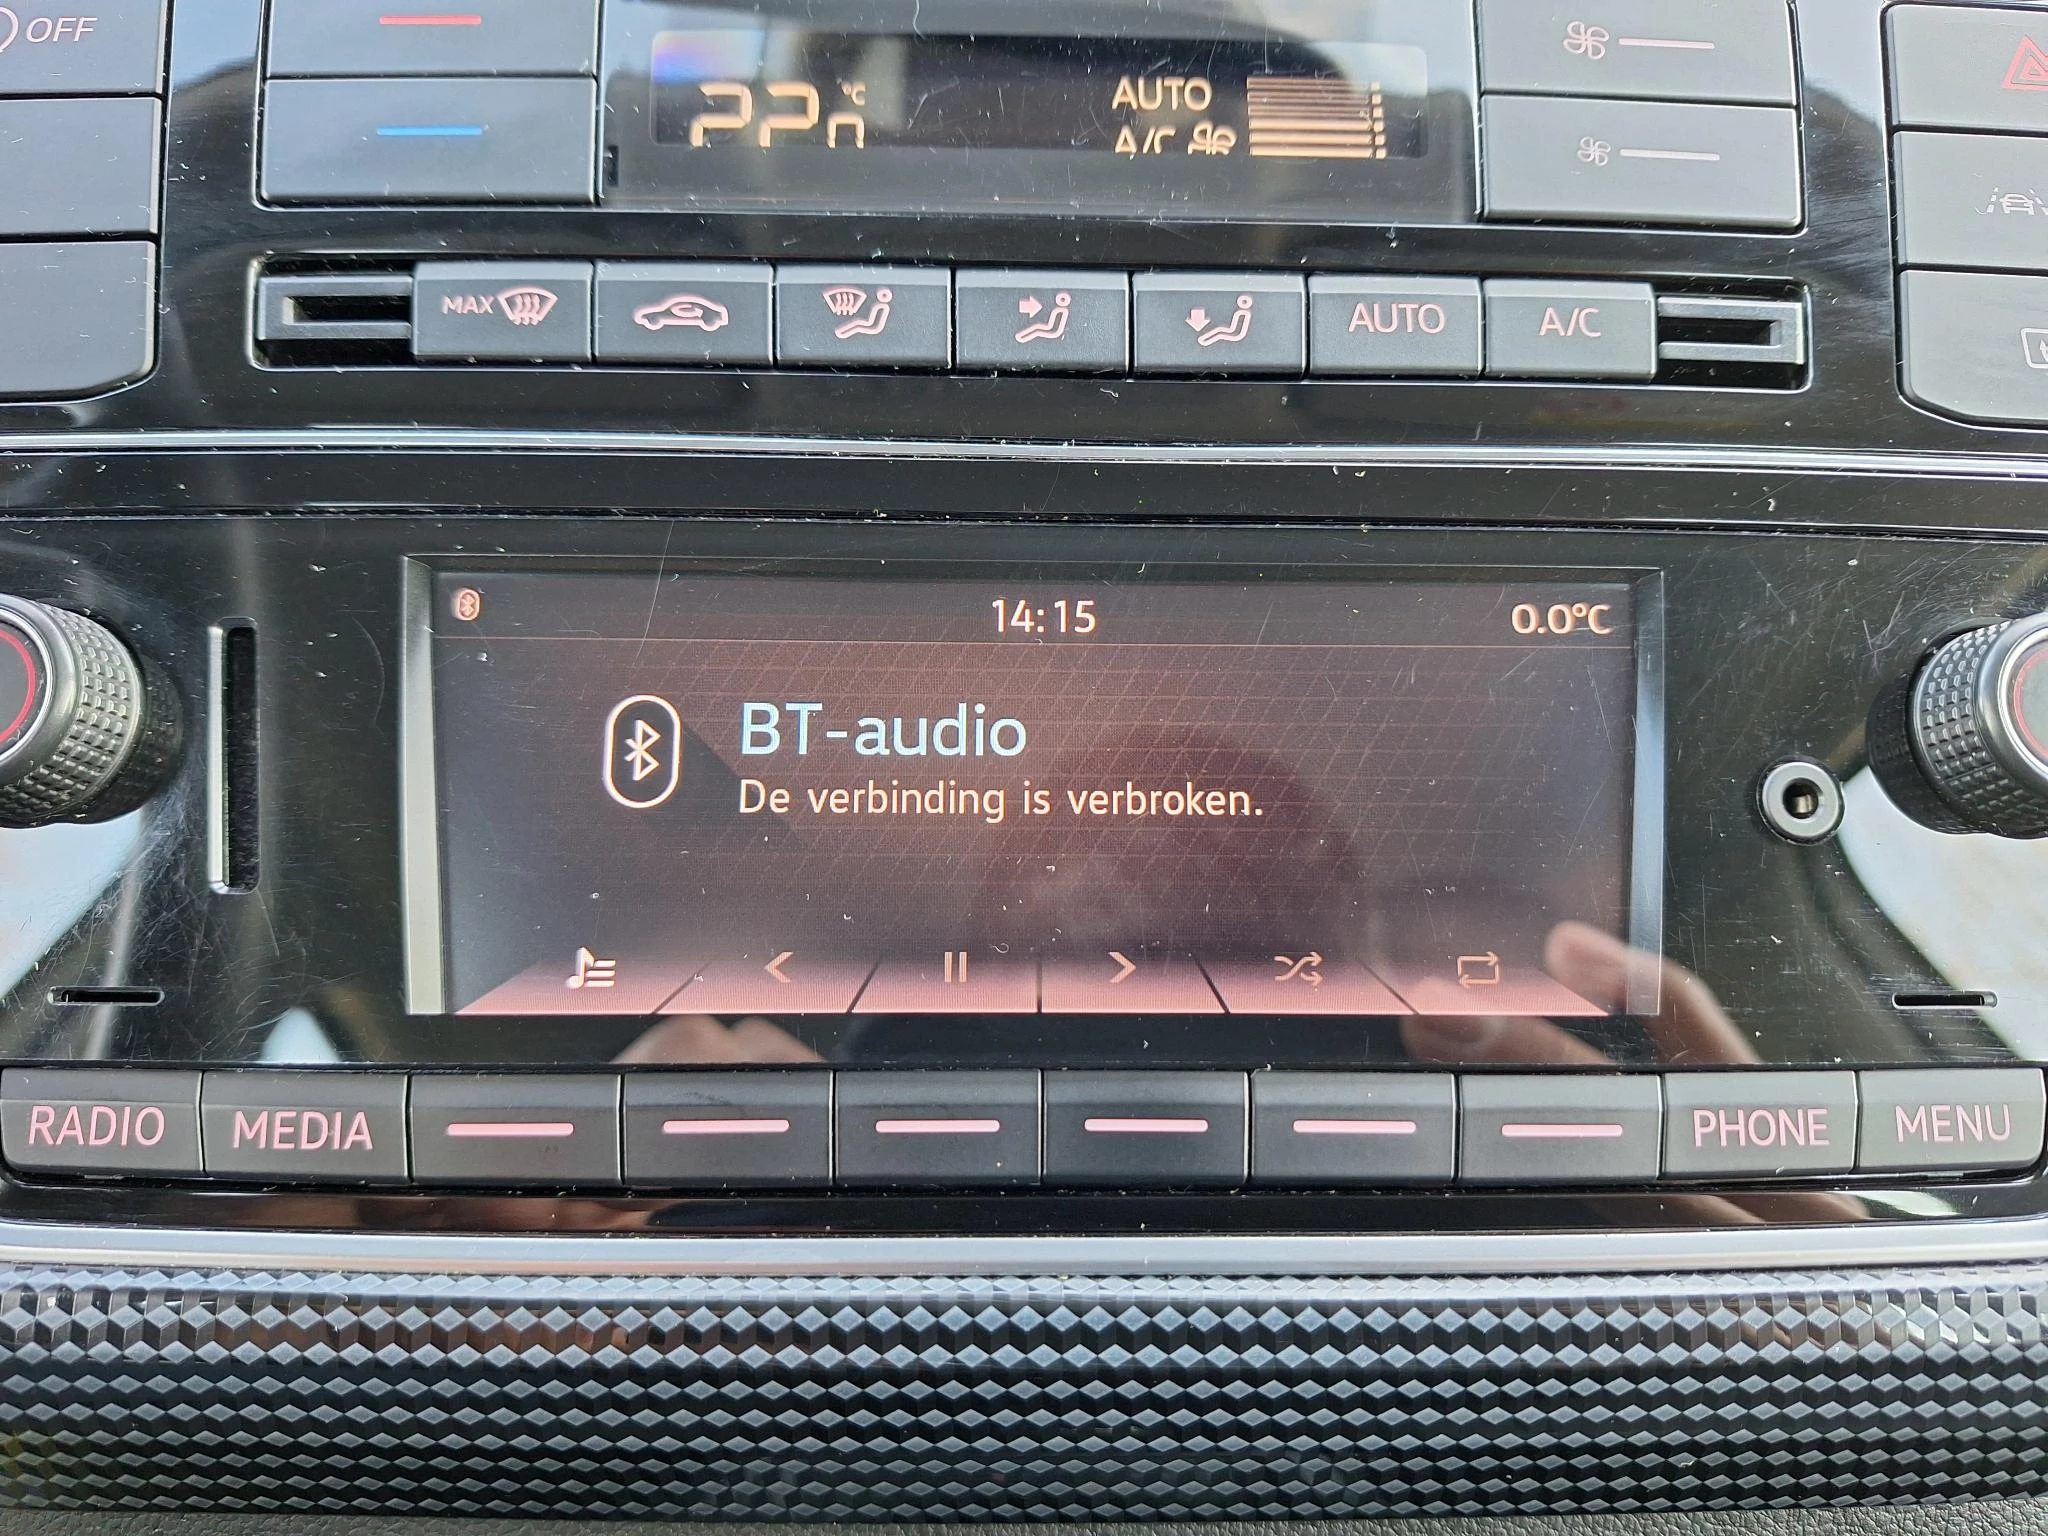 OFF
22.0 °C
AUTO
A/C
MAX
AUTO
A/C
14:15
0.0°C
BT-audio
De verbinding is verbroken.
RADIO
MEDIA
PHONE
MENU